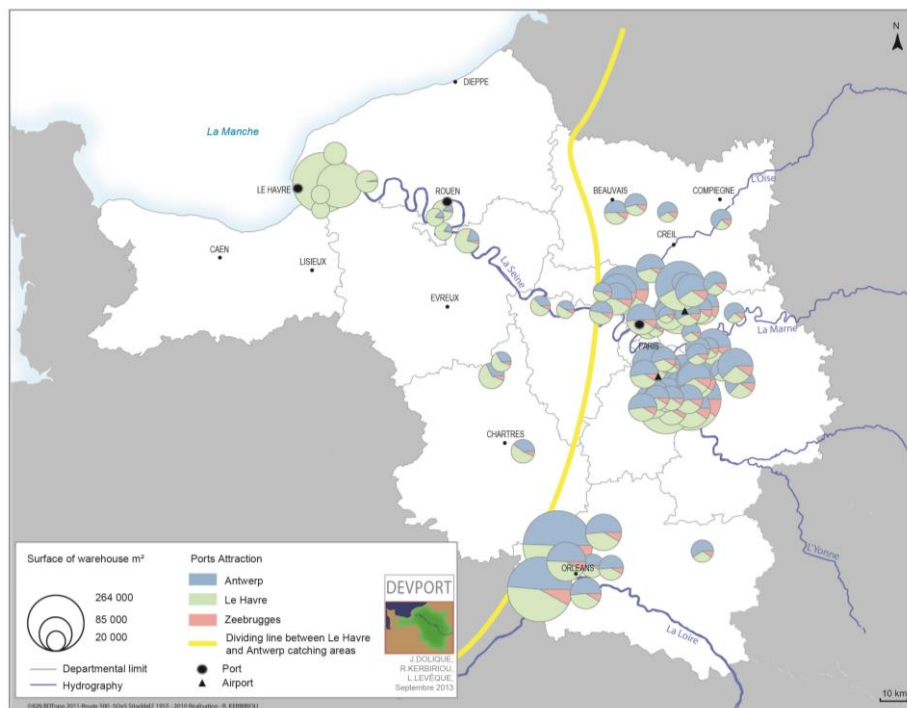 N
DIEPPE
La Manche
LE HAVRE
ROUEN
BEAUVAIS
COMPIEGNE
L'Oise
CREIL
CAEN
LISIEUX
La Seine
EVREUX
La Marne
PARIS
CHARTRES
L'Yonne
ORLEANS
La Loire
Surface of warehouse m²
264 000
85 000
20 000
Departmental limit
Hydrography
Ports Attraction
Antwerp
Le Havre
Zeebrugges
Dividing line between Le Havre
and Antwerp catching areas
Port
Airport
DEVPORT
J.DOLIQUE,
R.KERBIRIOU,
L.LEVÊQUE,
Septembre 2013
10 km